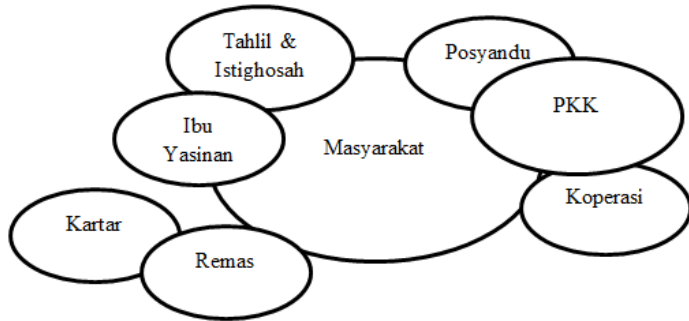 Tahlil &
Istighosah
Posyandu
PKK
Ibu
Yasinan
Masyarakat
Koperasi
Kartar
Remas